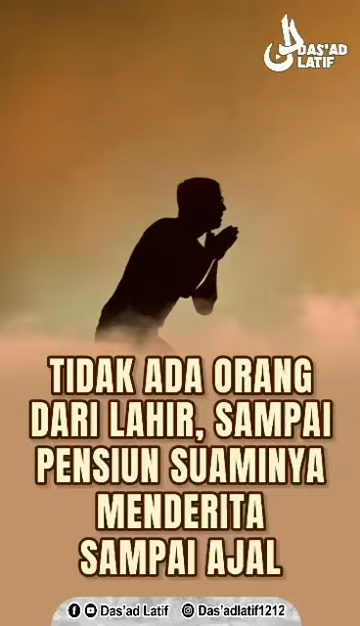 DAS'AD
LATIF
TIDAK ADA ORANG
DARI LAHIR, SAMPAI
PENSIUN SUAMINYA
MENDERITA
SAMPAI AJAL
Das'ad Latif Das'adlatif1212